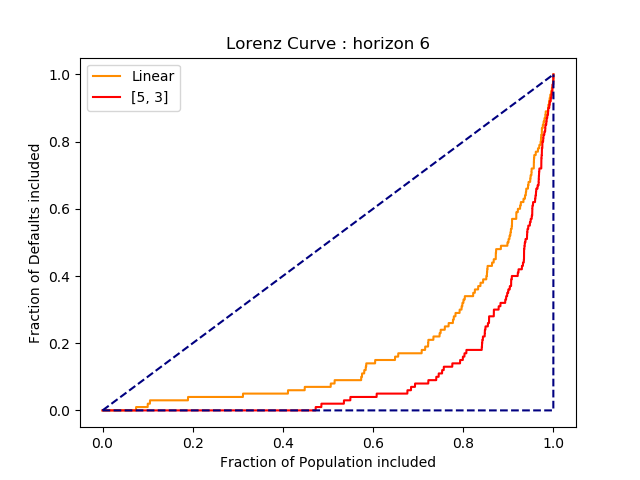 Lorenz Curve : horizon 6
Linear
[5, 3]
Fraction of Defaults included
1.0
0.8
0.6
0.4
0.2
0.0
0.0 0.2 0.4 0.6 0.8 1.0
Fraction of Population included